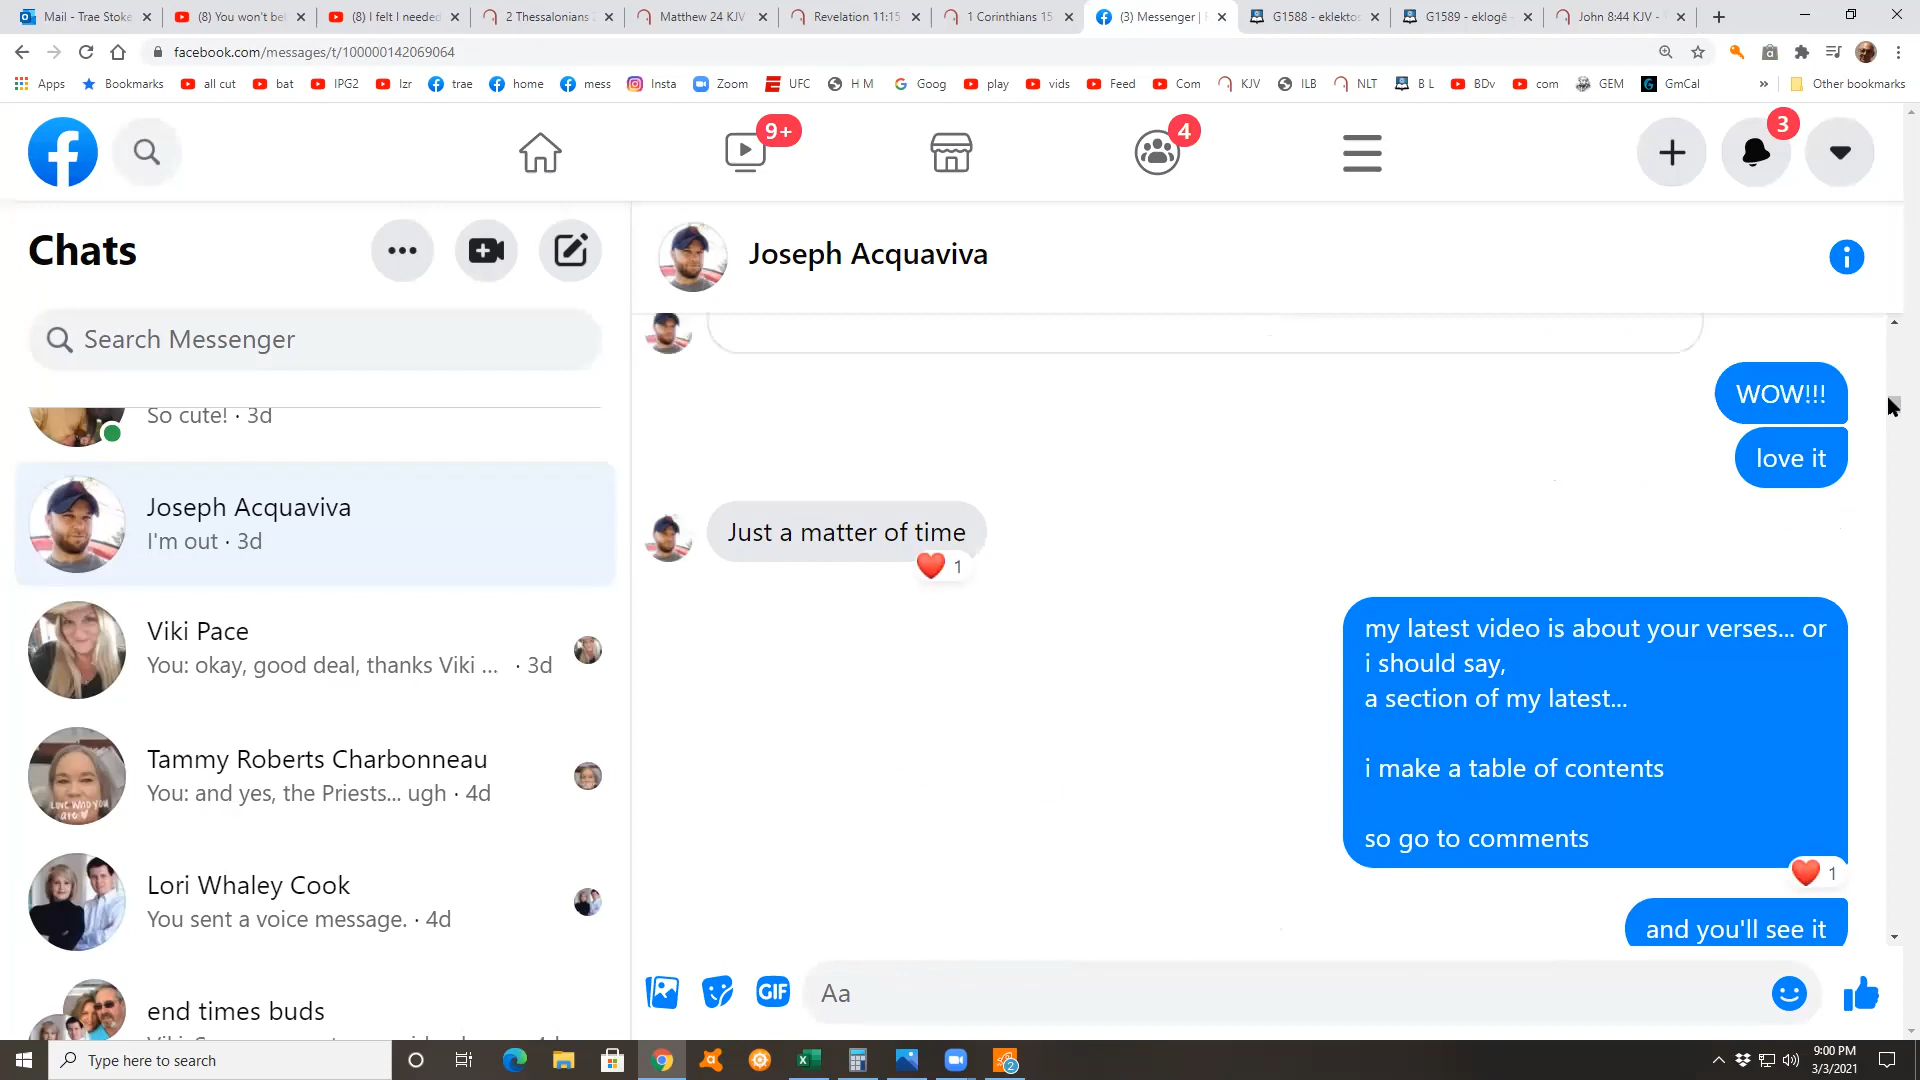 Mail - Trae Stoke
(8) You won't bel
(8) I felt I needed
2 Thessalonians
Matthew 24 KJV
Revelation 11:15
1 Corinthians 15
(3) Messenger |
G1588 - eklektos
G1589 - eklogē -
John 8:44 KJV -
facebook.com/messages/t/100000142069064
Apps
Bookmarks
all cut
bat
IPG2
lzr
trae
home
mess
Insta
Zoom
UFC
H M
Goog
play
vids
Feed
Com
KJV
ILB
NLT
B L
BDv
com
GEM
GmCal
»
Other bookmarks
9+
4
3
Chats
Search Messenger
So cute! · 3d
Joseph Acquaviva
I'm out · 3d
Viki Pace
You: okay, good deal, thanks Viki ... · 3d
Tammy Roberts Charbonneau
You: and yes, the Priests... ugh · 4d
Lori Whaley Cook
You sent a voice message. · 4d
end times buds
Joseph Acquaviva
WOW!!!
love it
Just a matter of time
1
my latest video is about your verses... or
i should say,
a section of my latest...
i make a table of contents
so go to comments
1
and you'll see it
GIF
Aa
Type here to search
2
9:00 PM
3/3/2021